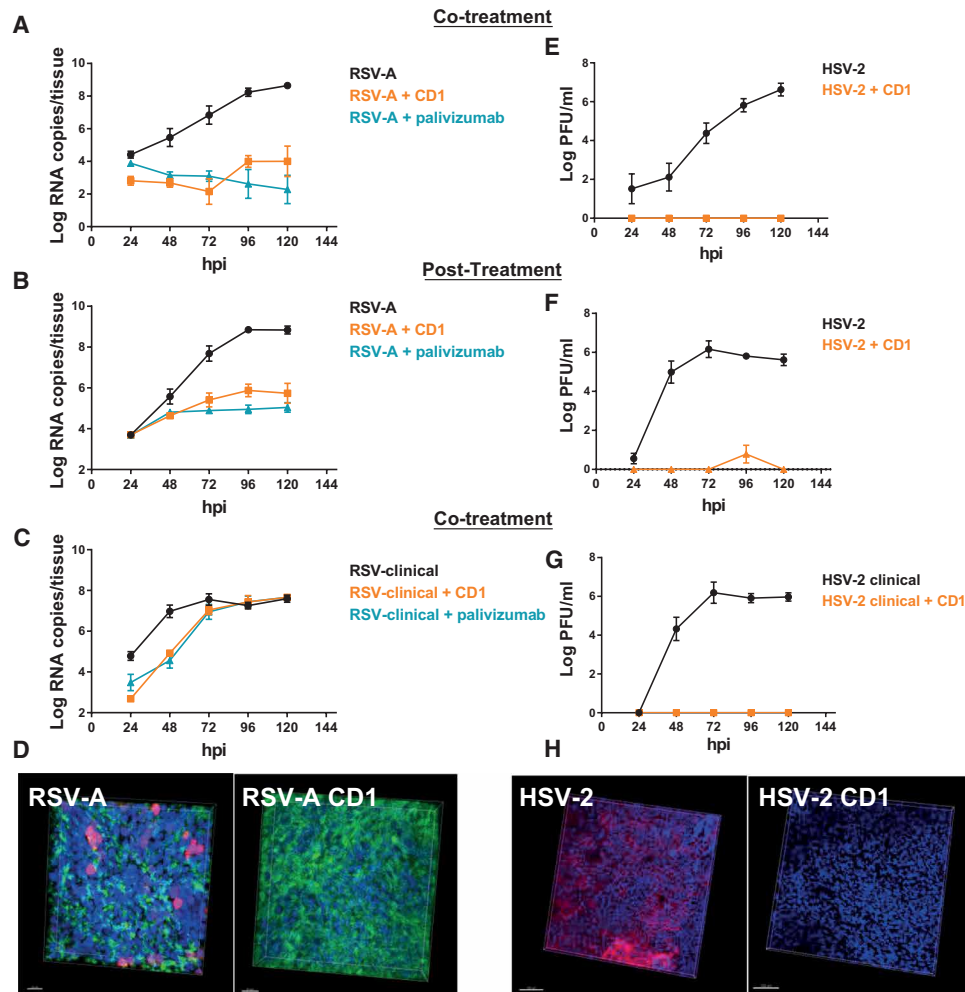 Co-treatment
A
Log RNA copies/tissue
10
8
6
4
2
0
0 24 48 72 96 120 144
hpi
RSV-A
RSV-A + CD1
RSV-A + palivizumab
E
Log PFU/ml
8
6
4
2
0
0 24 48 72 96 120 144
hpi
HSV-2
HSV-2 + CD1
Post-Treatment
B
Log RNA copies/tissue
10
8
6
4
2
0 24 48 72 96 120 144
hpi
RSV-A
RSV-A + CD1
RSV-A + palivizumab
F
Log PFU/ml
8
6
4
2
0
0 24 48 72 96 120 144
hpi
HSV-2
HSV-2 + CD1
Co-treatment
C
Log RNA copies/tissue
10
8
6
4
2
0 24 48 72 96 120 144
hpi
RSV-clinical
RSV-clinical + CD1
RSV-clinical + palivizumab
G
Log PFU/ml
8
6
4
2
0
0 24 48 72 96 120 144
hpi
HSV-2 clinical
HSV-2 clinical + CD1
D
RSV-A
RSV-A CD1
H
HSV-2
HSV-2 CD1